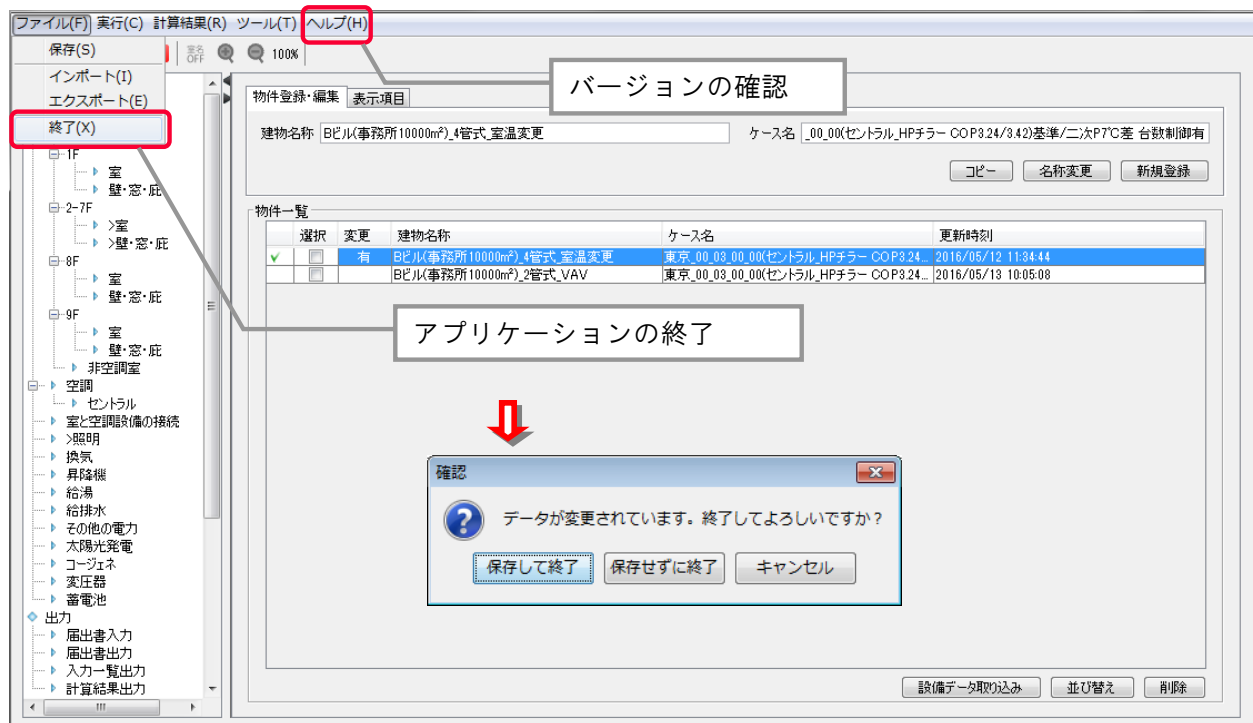 ファイル(F) 実行(C) 計算結果(R) ツール(T) ヘルプ(H)
保存(S)
室名 OFF 100%
インポート(I)
エクスポート(E)
終了(X)
バージョンの確認
物件登録・編集 表示項目
建物名称 Bビル(事務所10000㎡)_4管式_室温変更 ケース名 _00_00(セントラル_HPチラー COP3.24/3.42)基準/二次P7℃差 台数制御有
コピー 名称変更 新規登録
1F
室
壁・窓・庇
2-7F
>室
>壁・窓・庇
8F
室
壁・窓・庇
9F
室
壁・窓・庇
非空調室
空調
セントラル
室と空調設備の接続
>照明
換気
昇降機
給湯
給排水
その他の電力
太陽光発電
コージェネ
変圧器
蓄電池
出力
届出書入力
届出書出力
入力一覧出力
計算結果出力
物件一覧
選択 変更 建物名称 ケース名 更新時刻
有 Bビル(事務所10000㎡)_4管式_室温変更 東京_00_03_00_00(セントラル_HPチラー COP3.24... 2016/05/12 11:34:44
Bビル(事務所10000㎡)_2管式_VAV 東京_00_03_00_00(セントラル_HPチラー COP3.24... 2016/05/13 10:05:08
アプリケーションの終了
確認
データが変更されています。終了してよろしいですか？
保存して終了 保存せずに終了 キャンセル
設備データ取り込み 並び替え 削除